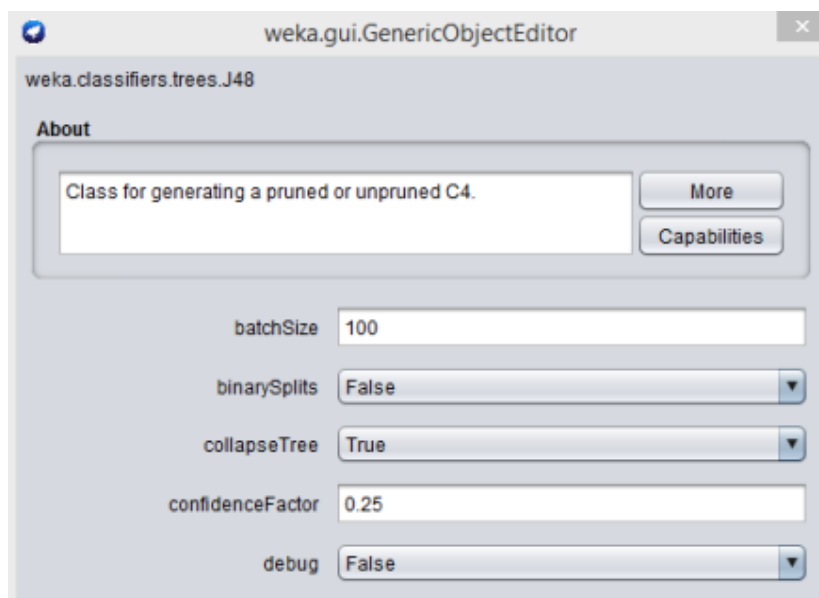 weka.gui.GenericObjectEditor
weka.classifiers.trees.J48
About
Class for generating a pruned or unpruned C4.
More
Capabilities
batchSize 100
binarySplits False
collapseTree True
confidenceFactor 0.25
debug False